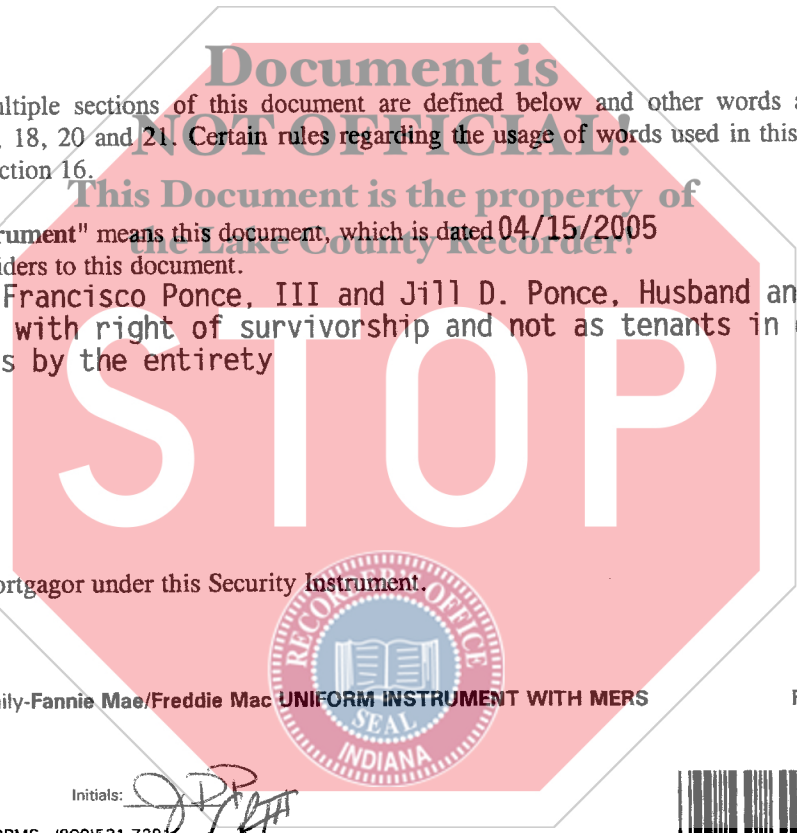 Document is
ltiple sections of this document are defined below and other words a
, 18, 20 and 21. Certain rules regarding the usage of words used in this
NOT OFFICIAL!
ction 16.
This Document is the property of
rument" means this document, which is dated 04/15/2005
the Lake County Recorder!
iders to this document.
Francisco Ponce, III and Jill D. Ponce, Husband an
with right of survivorship and not as tenants in
s by the entirety
STOP
ortgagor under this Security Instrument.
RECORDER'S OFFICE
SEAL
INDIANA
ily-Fannie Mae/Freddie Mac UNIFORM INSTRUMENT WITH MERS
Initials: JDP